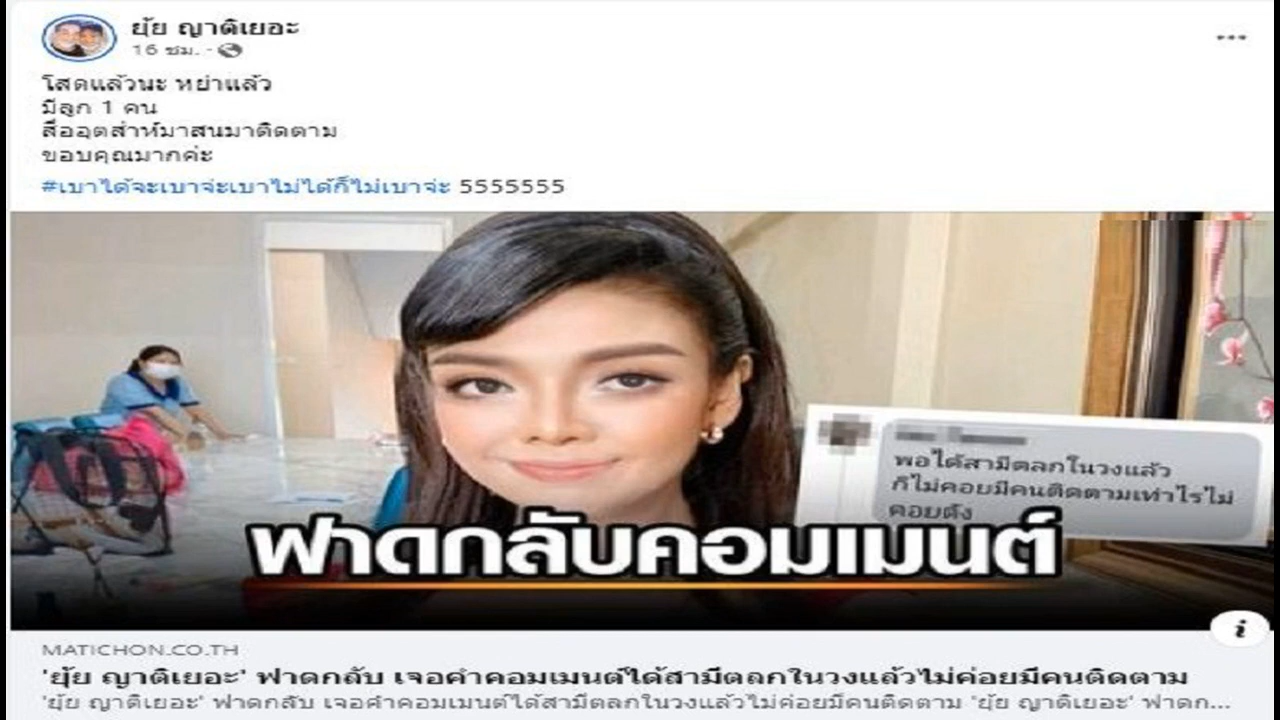 ยุ้ย ญาติเยอะ
16 ชม. ·
โสดแล้วนะ หย่าแล้ว
มีลูก 1 คน
สื่ออุตส่าห์มาสนมาติดตาม
ขอบคุณมากค่ะ
#เบาได้จะเบาจ่ะเบาไม่ได้ก็ไม่เบาจ่ะ 5555555
พอได้สามีตลกในวงแล้ว
ก็ไม่คอยมีคนติดตามเท่าไรไม่
คอยดัง
ฟาดกลับคอมเมนต์
MATICHON.CO.TH
'ยุ้ย ญาติเยอะ' ฟาดกลับ เจอคำคอมเมนต์ได้สามีตลกในวงแล้วไม่ค่อยมีคนติดตาม
'ยุ้ย ญาติเยอะ' ฟาดกลับ เจอคำคอมเมนต์ได้สามีตลกในวงแล้วไม่ค่อยมีคนติดตาม 'ยุ้ย ญาติเยอะ' ฟาดก...